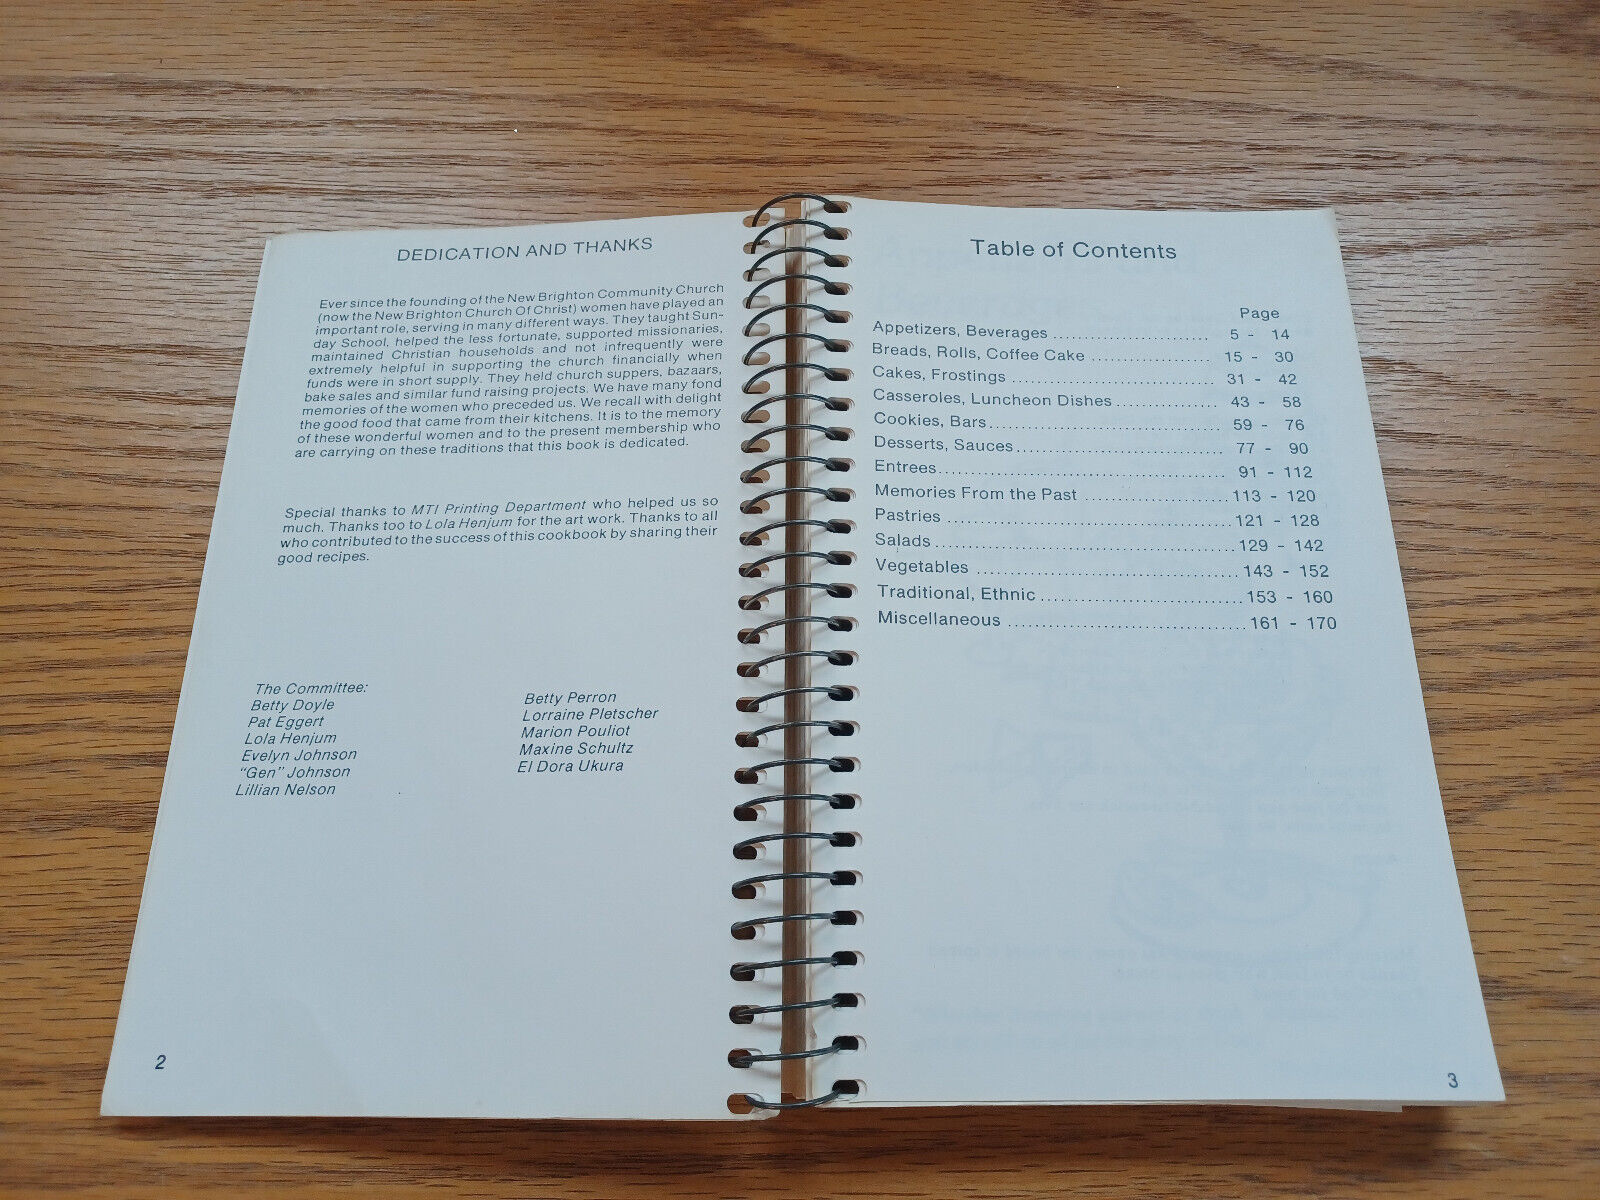 DEDICATION AND THANKS
Ever since the founding of the New Brighton Community Church
(now the New Brighton Church Of Christ) women have played an
important role, serving in many different ways. They taught Sun-
day School, helped the less fortunate, supported missionaries,
maintained Christian households and not infrequently were
extremely helpful in supporting the church financially when
funds were in short supply. They held church suppers, bazaars,
bake sales and similar fund raising projects. We have many fond
memories of the women who preceded us. We recall with delight
the good food that came from their kitchens. It is to the memory
of these wonderful women and to the present membership who
are carrying on these traditions that this book is dedicated.
Special thanks to MTI Printing Department who helped us so
much. Thanks too to Lola Henjum for the art work. Thanks to all
who contributed to the success of this cookbook by sharing their
good recipes.
The Committee:
Betty Doyle
Pat Eggert
Lola Henjum
Evelyn Johnson
"Gen" Johnson
Lillian Nelson
Betty Perron
Lorraine Pletscher
Marion Pouliot
Maxine Schultz
El Dora Ukura
2
Table of Contents
Page
Appetizers, Beverages ........................ 5 - 14
Breads, Rolls, Coffee Cake .................. 15 - 30
Cakes, Frostings .............................. 31 - 42
Casseroles, Luncheon Dishes ............... 43 - 58
Cookies, Bars.................................. 59 - 76
Desserts, Sauces.............................. 77 - 90
Entrees.......................................... 91 - 112
Memories From the Past .....................113 - 120
Pastries ..........................................121 - 128
Salads............................................129 - 142
Vegetables ......................................143 - 152
Traditional, Ethnic .............................153 - 160
Miscellaneous ..................................161 - 170
3